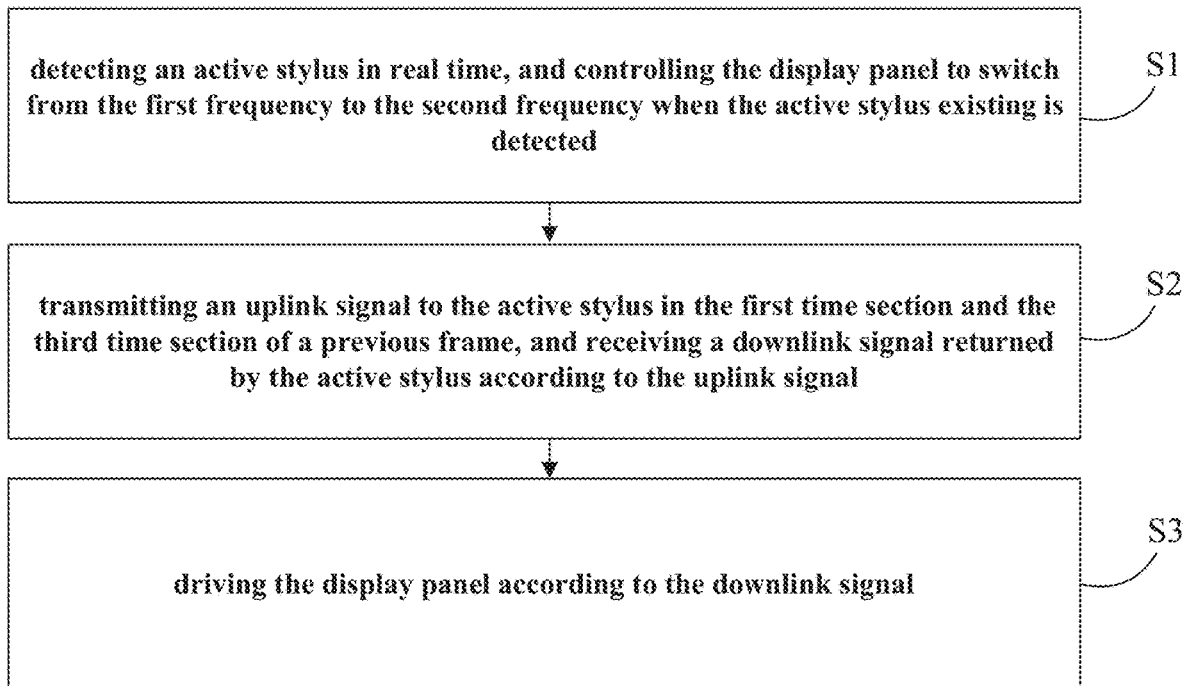 detecting an active stylus in real time, and controlling the display panel to switch
from the first frequency to the second frequency when the active stylus existing is
detected
S1
transmitting an uplink signal to the active stylus in the first time section and the
third time section of a previous frame, and receiving a downlink signal returned
by the active stylus according to the uplink signal
S2
driving the display panel according to the downlink signal
S3